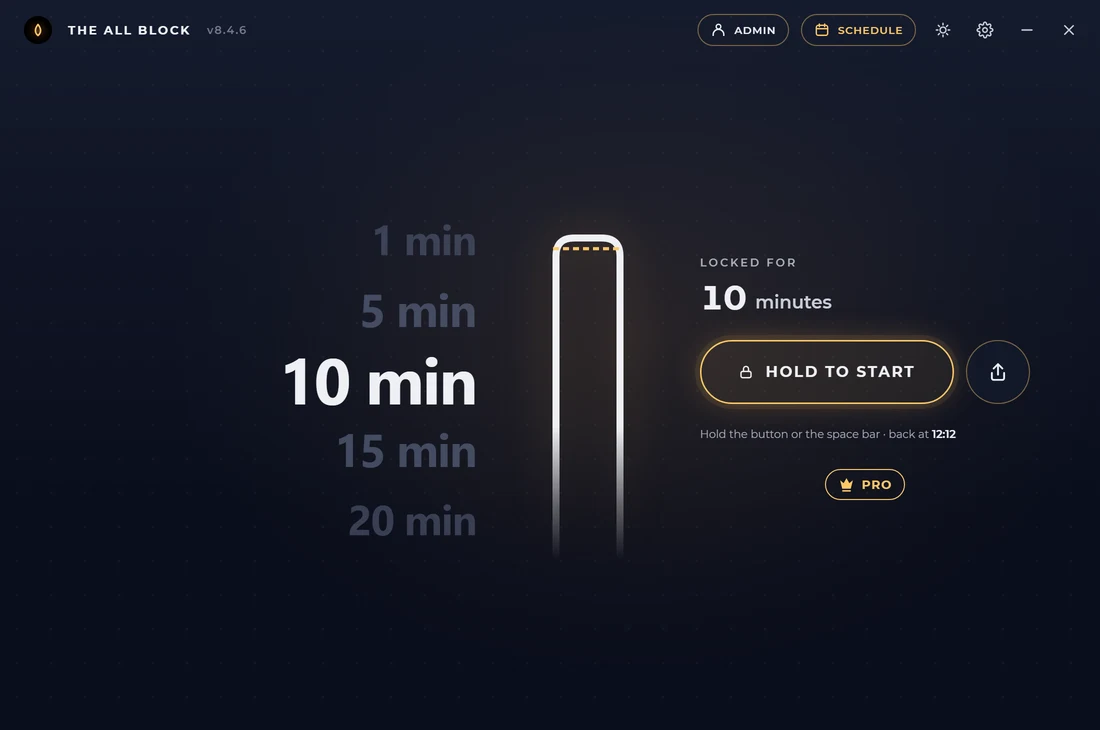 THE ALL BLOCK v8.4.6
ADMIN
SCHEDULE
1 min
5 min
10 min
15 min
20 min
LOCKED FOR
10 minutes
HOLD TO START
Hold the button or the space bar · back at 12:12
PRO